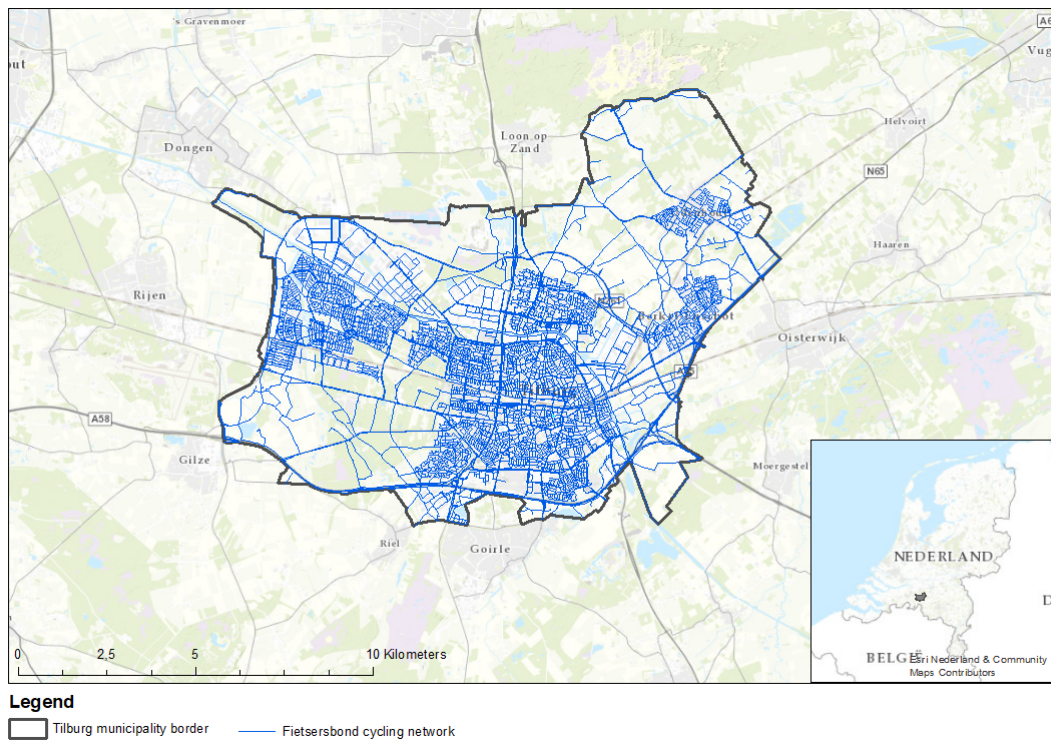 's Gravenmoer
A6
Vug
out
Helvoirt
Loon op
Zand
Dongen
N65
Haaren
Rijen
Oisterwijk
A58
Gilze
Moergestel
Riel
Goirle
NEDERLAND
D
BELGIË
Esri Nederland & Community
Maps Contributors
0
2,5
5
10 Kilometers
Legend
Tilburg municipality border
Fietsersbond cycling network